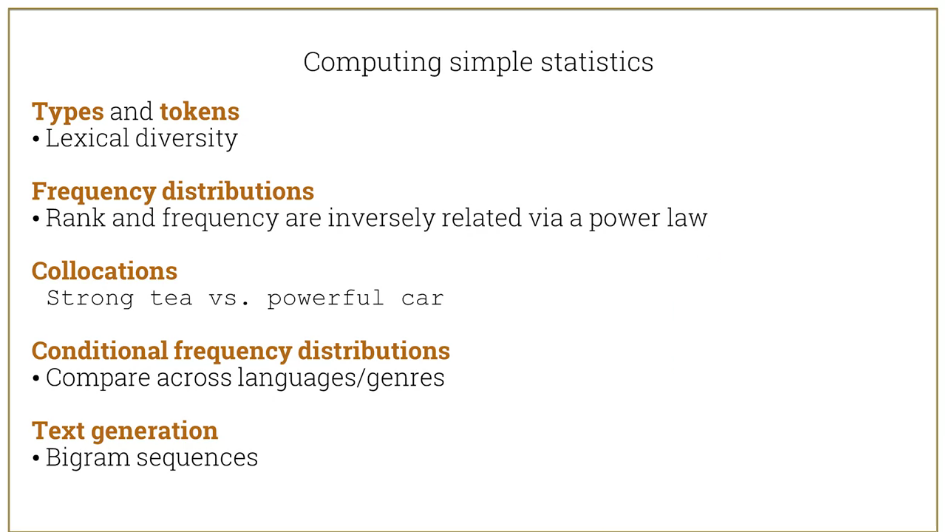 Computing simple statistics
Types and tokens
• Lexical diversity
Frequency distributions
• Rank and frequency are inversely related via a power law
Collocations
Strong tea vs. powerful car
Conditional frequency distributions
• Compare across languages/genres
Text generation
• Bigram sequences